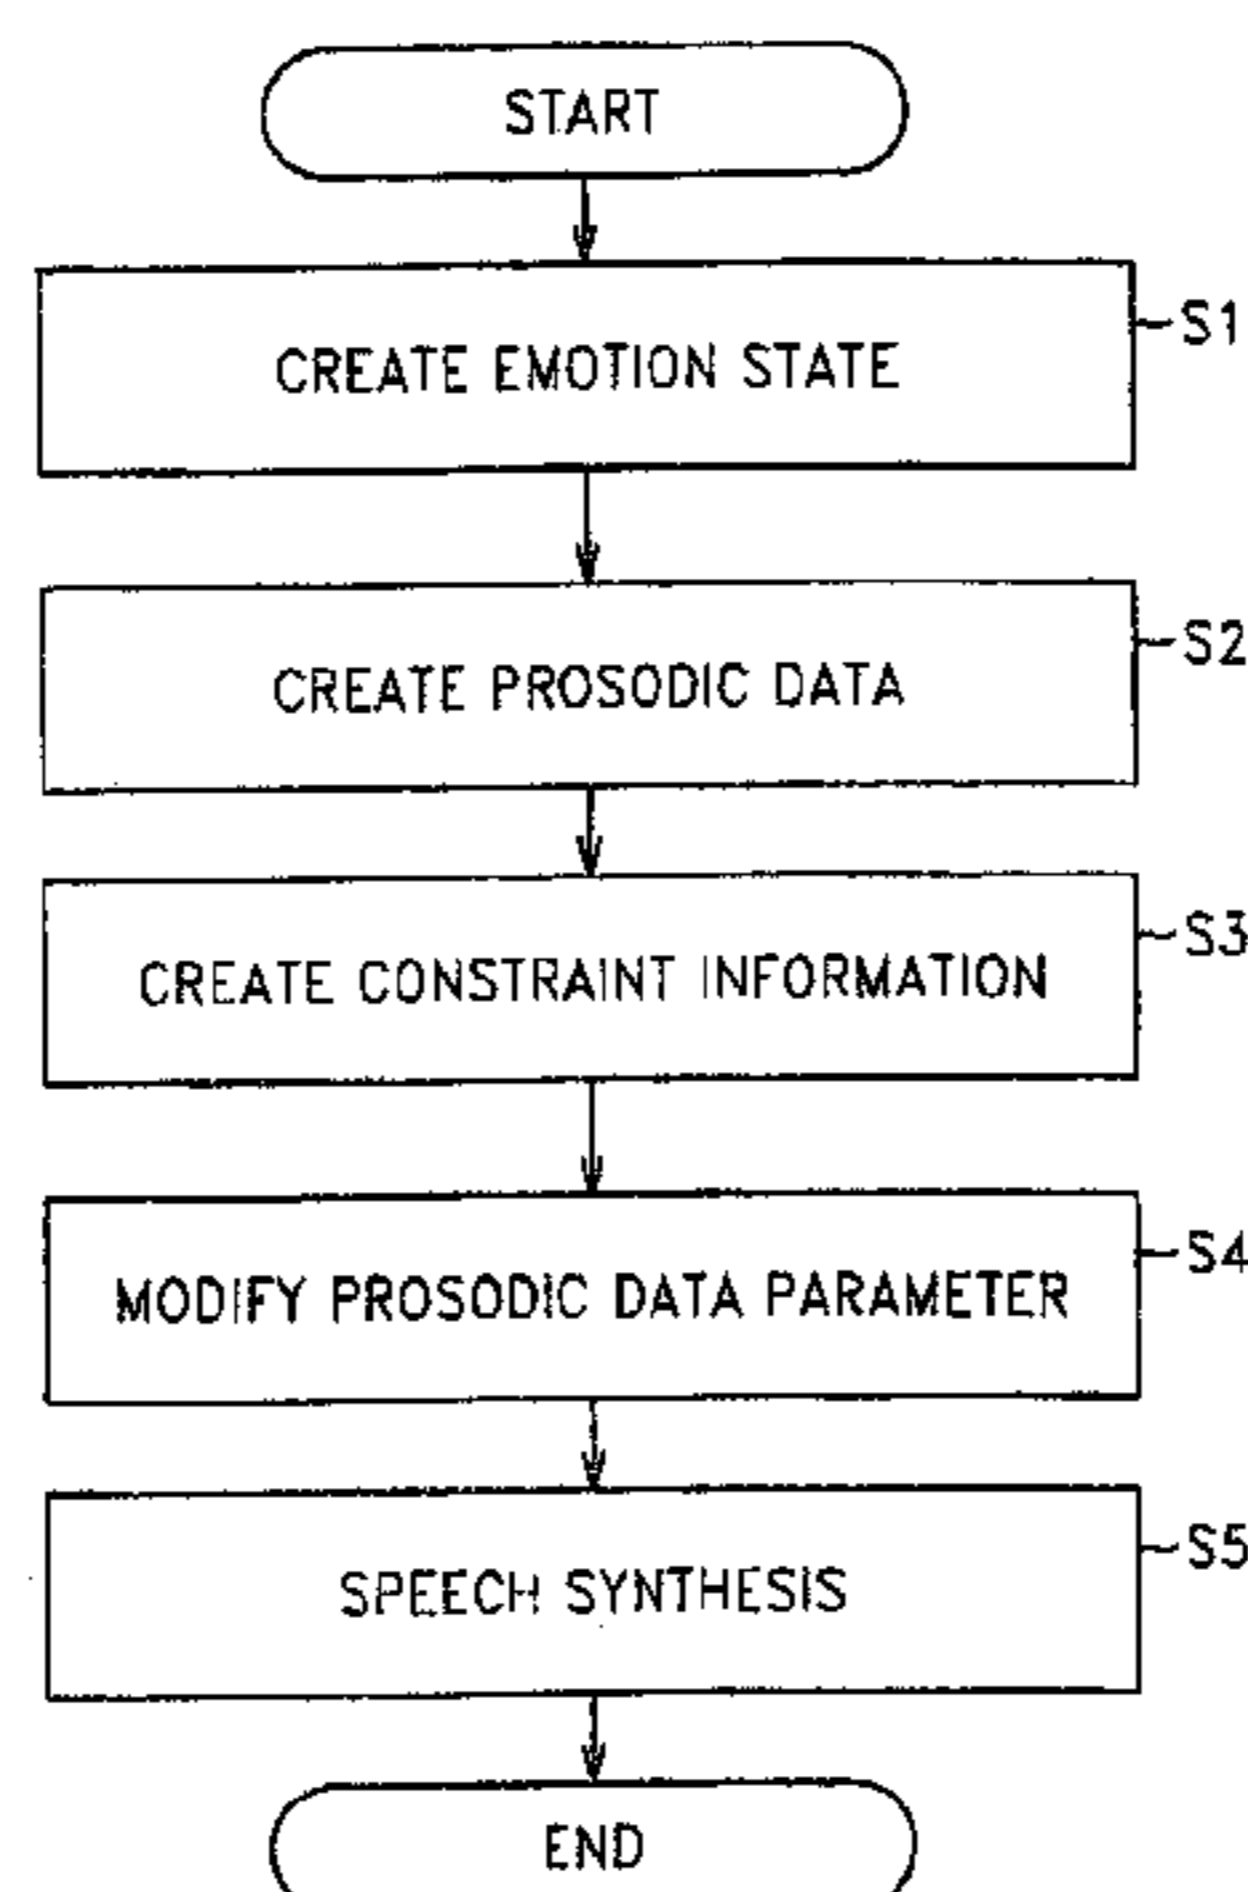 START
CREATE EMOTION STATE
S1
CREATE PROSODIC DATA
S2
CREATE CONSTRAINT INFORMATION
S3
MODIFY PROSODIC DATA PARAMETER
S4
SPEECH SYNTHESIS
S5
END